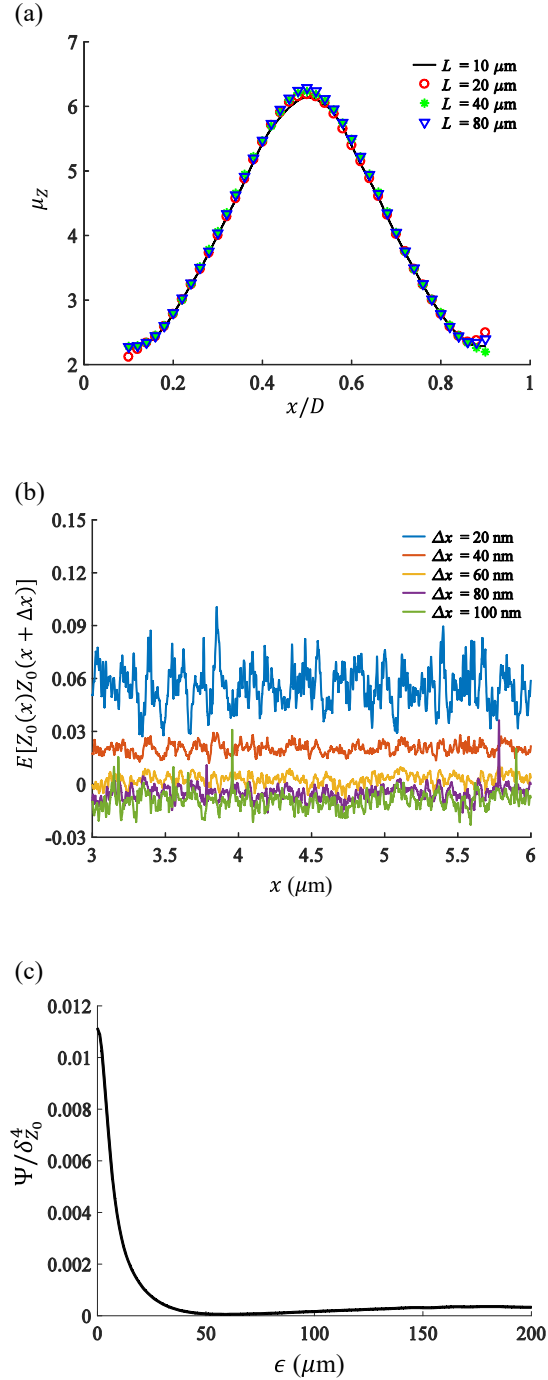 (a)
μ_Z
7
6
5
4
3
2
0
0.2
0.4
0.6
0.8
1
x/D
L = 10 μm
L = 20 μm
L = 40 μm
L = 80 μm
(b)
E[Z₀(x)Z₀(x + Δx)]
0.15
0.12
0.09
0.06
0.03
0
-0.03
3
3.5
4
4.5
5
5.5
6
x (μm)
Δx = 20 nm
Δx = 40 nm
Δx = 60 nm
Δx = 80 nm
Δx = 100 nm
(c)
Ψ/δ⁴_Z₀
0.012
0.01
0.008
0.006
0.004
0.002
0
0
50
100
150
200
ϵ (μm)